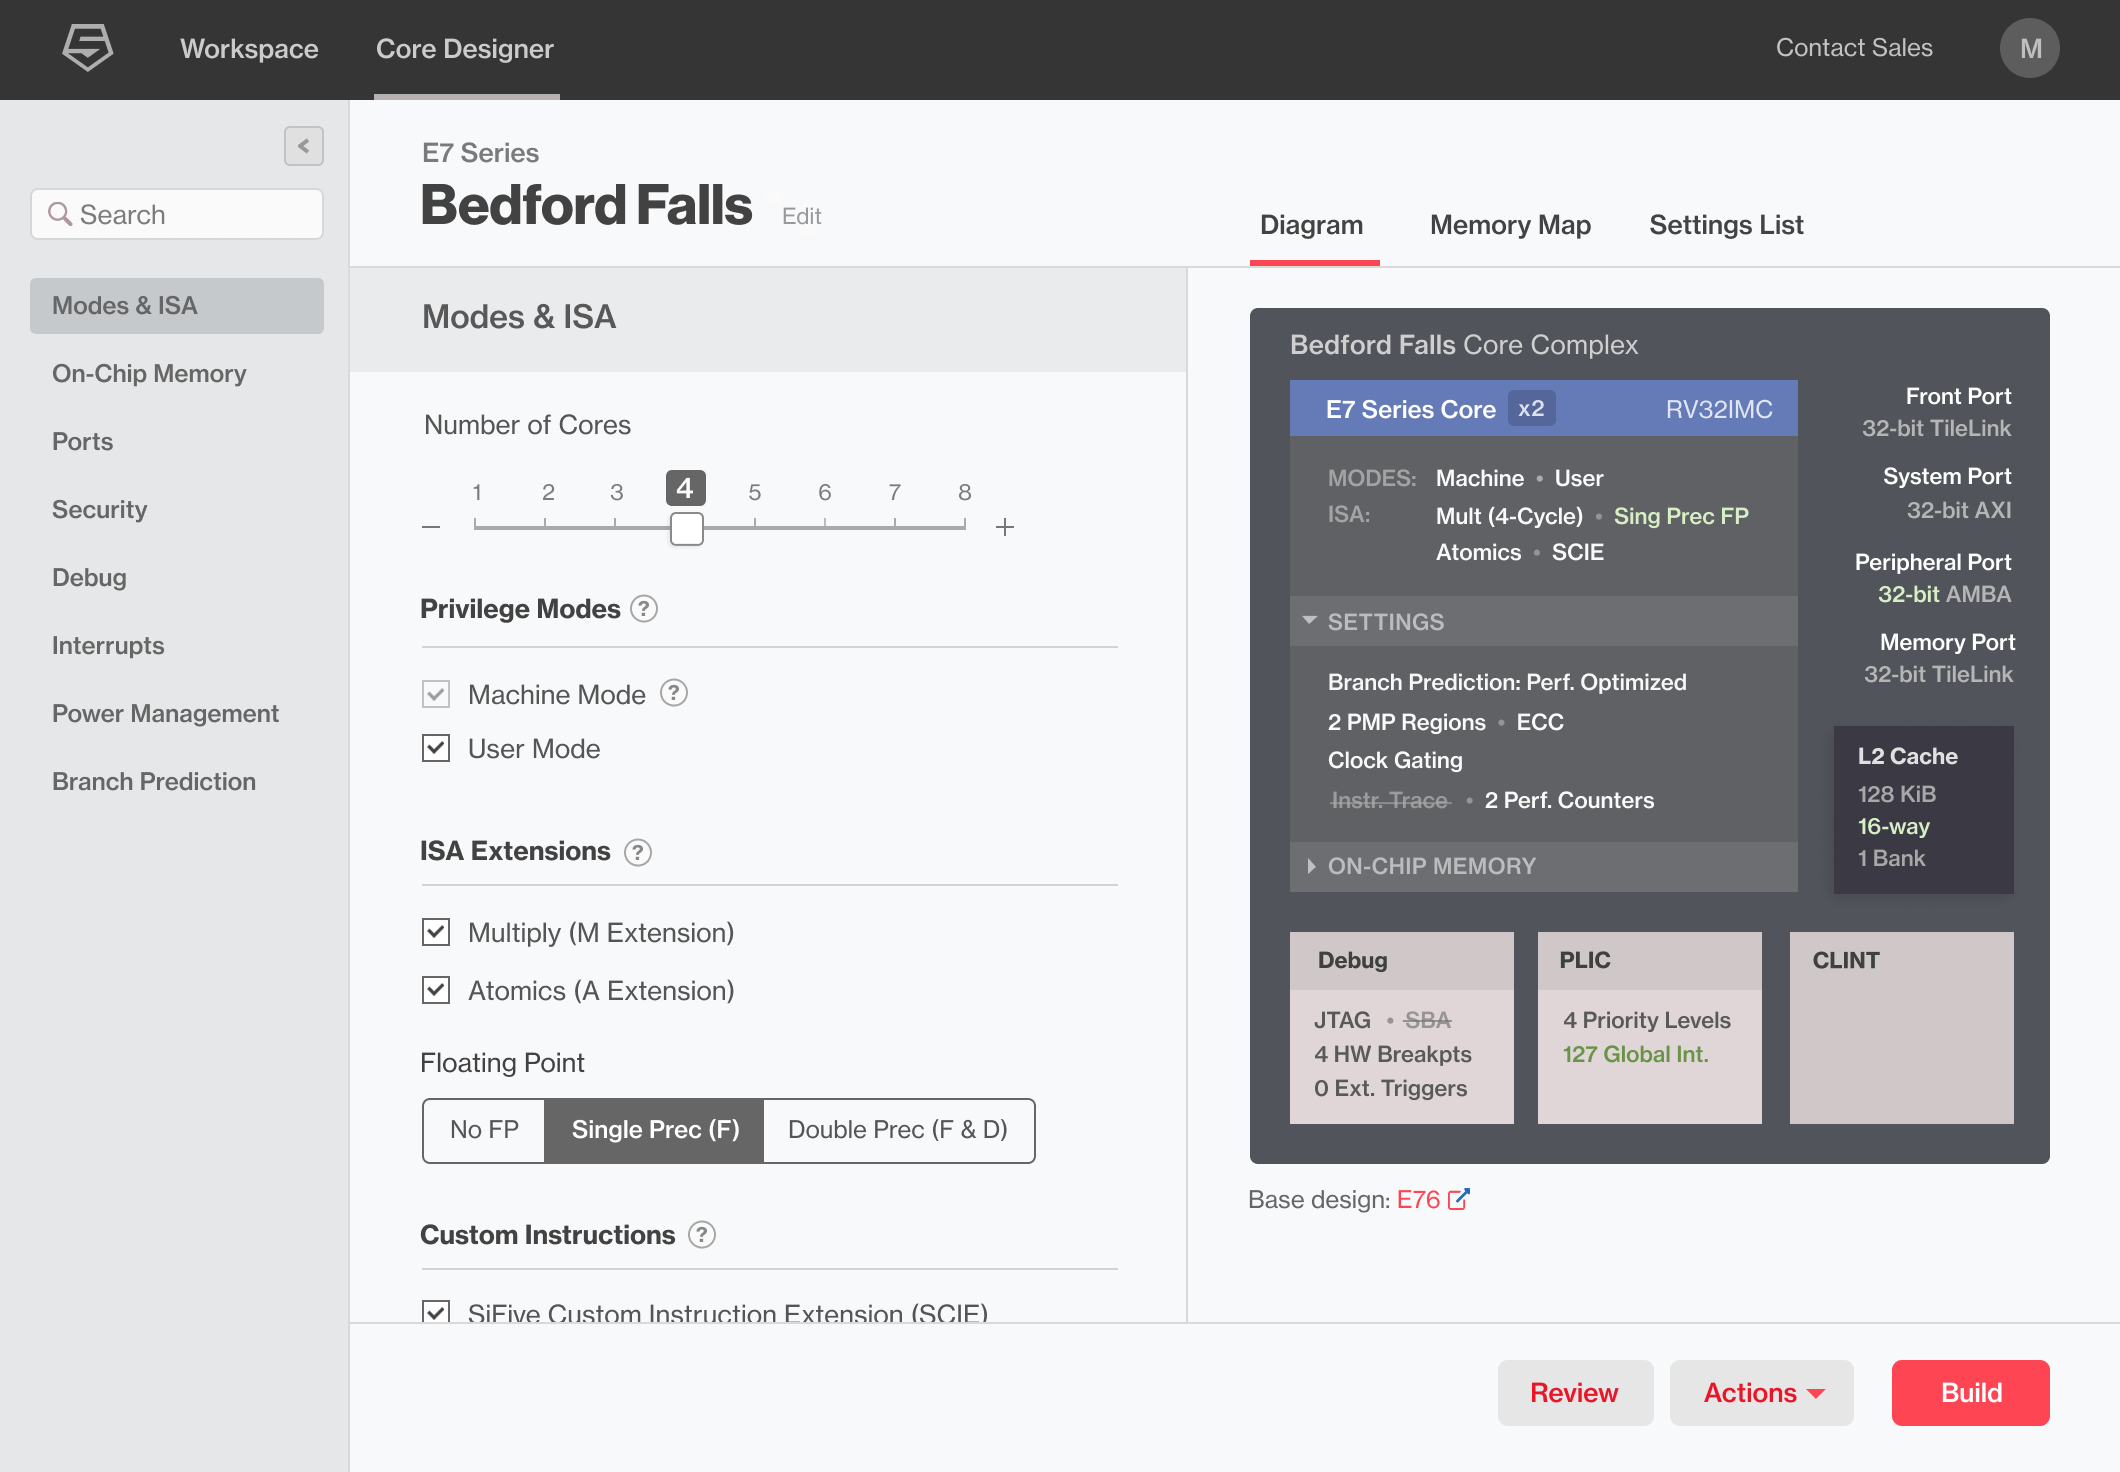 Workspace
Core Designer
Contact Sales
M
<
Search
Modes & ISA
On-Chip Memory
Ports
Security
Debug
Interrupts
Power Management
Branch Prediction
E7 Series
Bedford Falls Edit
Diagram
Memory Map
Settings List
Modes & ISA
Number of Cores
1 2 3 4 5 6 7 8
Privilege Modes ?
Machine Mode ?
User Mode
ISA Extensions ?
Multiply (M Extension)
Atomics (A Extension)
Floating Point
No FP
Single Prec (F)
Double Prec (F & D)
Custom Instructions ?
SiFive Custom Instruction Extension (SCIE)
Bedford Falls Core Complex
E7 Series Core x2 RV32IMC
MODES: Machine • User
ISA: Mult (4-Cycle) • Sing Prec FP
Atomics • SCIE
SETTINGS
Branch Prediction: Perf. Optimized
2 PMP Regions • ECC
Clock Gating
Instr. Trace • 2 Perf. Counters
ON-CHIP MEMORY
Front Port
32-bit TileLink
System Port
32-bit AXI
Peripheral Port
32-bit AMBA
Memory Port
32-bit TileLink
L2 Cache
128 KiB
16-way
1 Bank
Debug
JTAG • SBA
4 HW Breakpts
0 Ext. Triggers
PLIC
4 Priority Levels
127 Global Int.
CLINT
Base design: E76
Review
Actions
Build